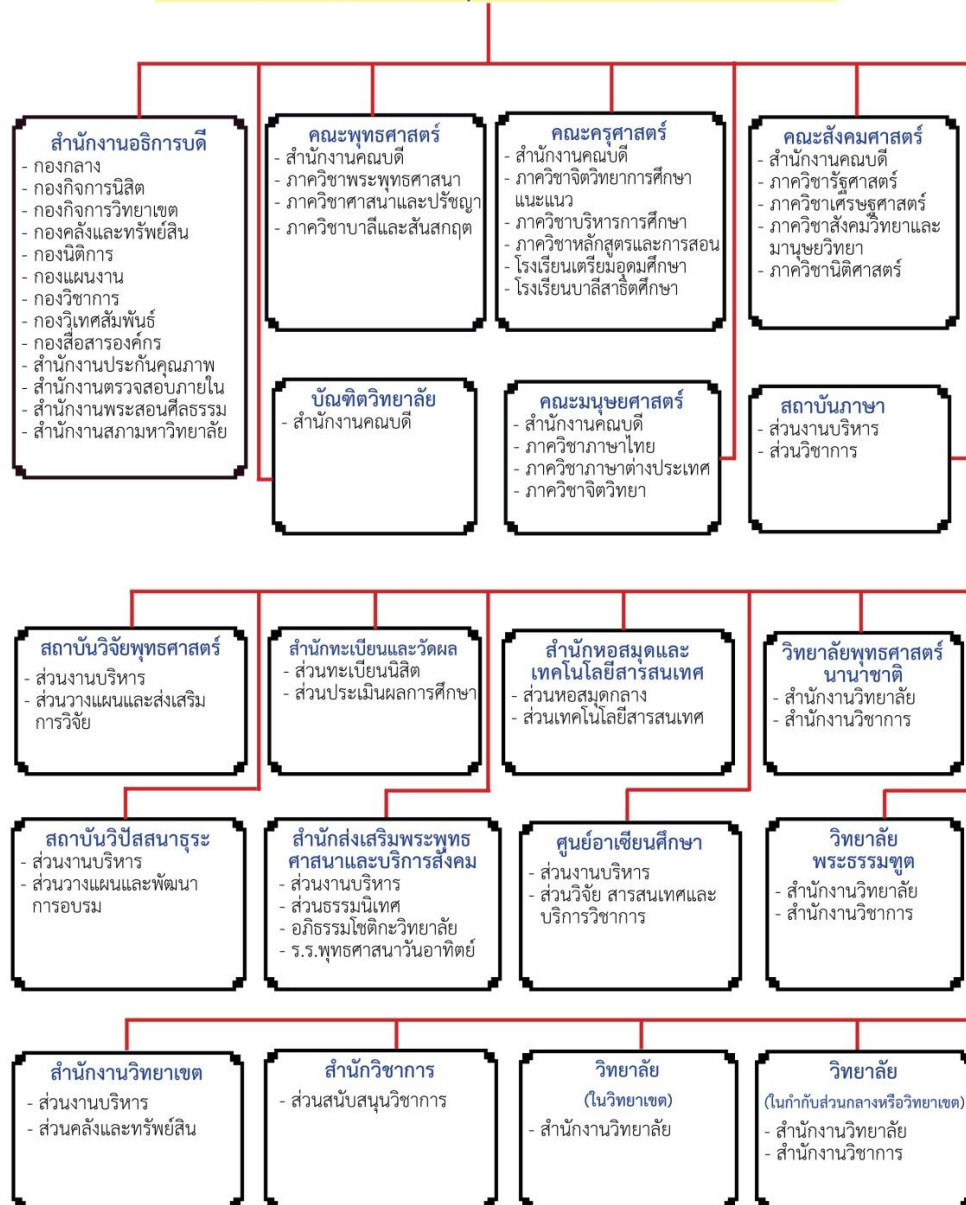 สำนักงานอธิการบดี
- กองกลาง
- กองกิจการนิสิต
- กองกิจการวิทยาเขต
- กองคลังและทรัพย์สิน
- กองนิติการ
- กองแผนงาน
- กองวิชาการ
- กองวิเทศสัมพันธ์
- กองสื่อสารองค์กร
- สำนักงานประกันคุณภาพ
- สำนักงานตรวจสอบภายใน
- สำนักงานพระสอนศีลธรรม
- สำนักงานสภามหาวิทยาลัย
คณะพุทธศาสตร์
- สำนักงานคณบดี
- ภาควิชาพระพุทธศาสนา
- ภาควิชาศาสนาและปรัชญา
- ภาควิชาบาลีและสันสกฤต
คณะครุศาสตร์
- สำนักงานคณบดี
- ภาควิชาจิตวิทยาการศึกษา
แนะแนว
- ภาควิชาบริหารการศึกษา
- ภาควิชาหลักสูตรและการสอน
- โรงเรียนเตรียมอุดมศึกษา
- โรงเรียนบาลีสาธิตศึกษา
คณะสังคมศาสตร์
- สำนักงานคณบดี
- ภาควิชารัฐศาสตร์
- ภาควิชาเศรษฐศาสตร์
- ภาควิชาสังคมวิทยาและ
มานุษยวิทยา
- ภาควิชานิติศาสตร์
บัณฑิตวิทยาลัย
- สำนักงานคณบดี
คณะมนุษยศาสตร์
- สำนักงานคณบดี
- ภาควิชาภาษาไทย
- ภาควิชาภาษาต่างประเทศ
- ภาควิชาจิตวิทยา
สถาบันภาษา
- ส่วนงานบริหาร
- ส่วนวิชาการ
สถาบันวิจัยพุทธศาสตร์
- ส่วนงานบริหาร
- ส่วนวางแผนและส่งเสริม
การวิจัย
สำนักทะเบียนและวัดผล
- ส่วนทะเบียนนิสิต
- ส่วนประเมินผลการศึกษา
สำนักหอสมุดและ
เทคโนโลยีสารสนเทศ
- ส่วนหอสมุดกลาง
- ส่วนเทคโนโลยีสารสนเทศ
วิทยาลัยพุทธศาสตร์
นานาชาติ
- สำนักงานวิทยาลัย
- สำนักงานวิชาการ
สถาบันวิปัสสนาธุระ
- ส่วนงานบริหาร
- ส่วนวางแผนและพัฒนา
การอบรม
สำนักส่งเสริมพระพุทธ
ศาสนาและบริการสังคม
- ส่วนงานบริหาร
- ส่วนธรรมนิเทศ
- อภิธรรมโชติกะวิทยาลัย
- ร.ร.พุทธศาสนาวันอาทิตย์
ศูนย์อาเซียนศึกษา
- ส่วนงานบริหาร
- ส่วนวิจัย สารสนเทศและ
บริการวิชาการ
วิทยาลัย
พระธรรมฑูต
- สำนักงานวิทยาลัย
- สำนักงานวิชาการ
สำนักงานวิทยาเขต
- ส่วนงานบริหาร
- ส่วนคลังและทรัพย์สิน
สำนักวิชาการ
- ส่วนสนับสนุนวิชาการ
วิทยาลัย
(ในวิทยาเขต)
- สำนักงานวิทยาลัย
วิทยาลัย
(ในกำกับส่วนกลางหรือวิทยาเขต)
- สำนักงานวิทยาลัย
- สำนักงานวิชาการ